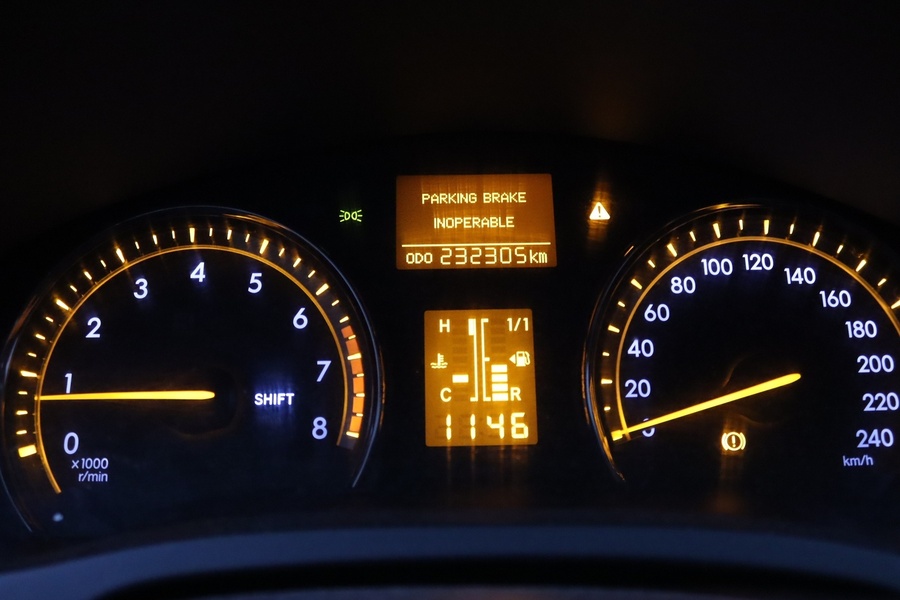 PARKING BRAKE
INOPERABLE
ODO 232305km
0
1
2
3
4
5
6
7
8
x1000
r/min
SHIFT
H 1/1
C R
1146
0
20
40
60
80
100
120
140
160
180
200
220
240
km/h